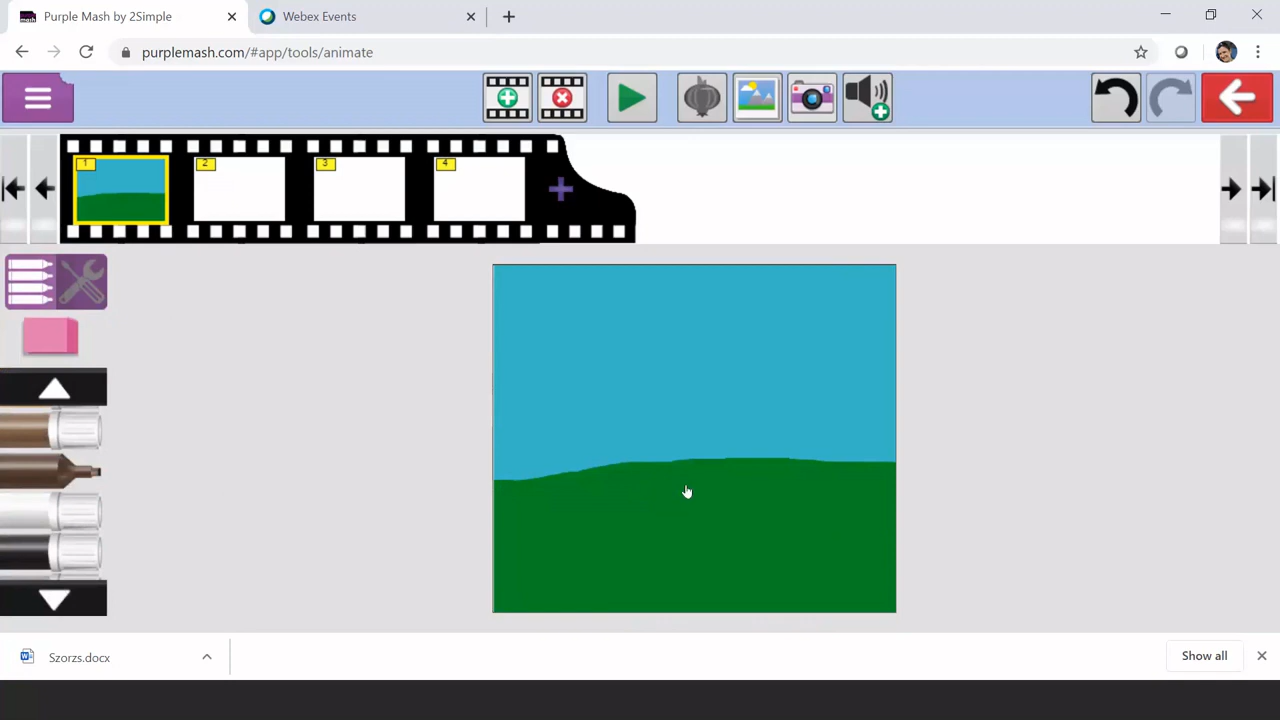 Purple Mash by 2Simple
Webex Events
purplemash.com/#app/tools/animate
1
2
3
4
Szorzs.docx
Show all